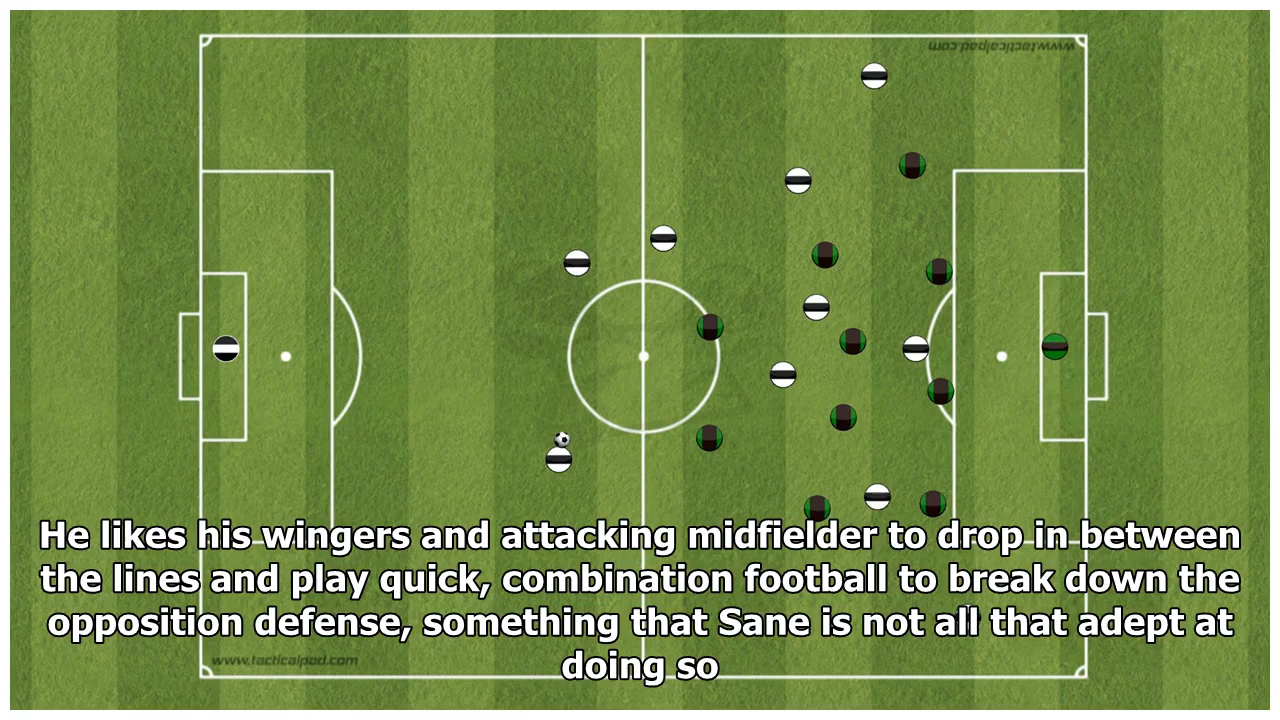 www.tacticalpad.com
He likes his wingers and attacking midfielder to drop in between
the lines and play quick, combination football to break down the
opposition defense, something that Sane is not all that adept at
doing so
www.tacticalpad.com